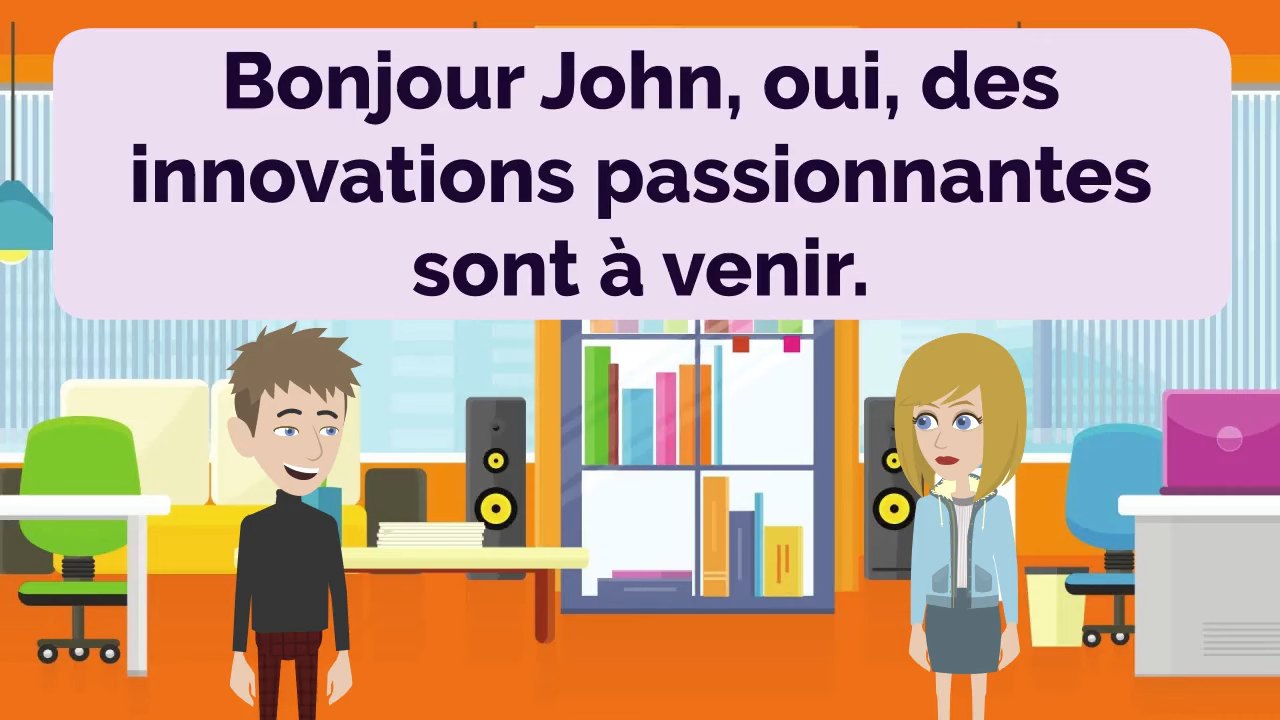 Bonjour John, oui, des
innovations passionnantes
sont à venir.